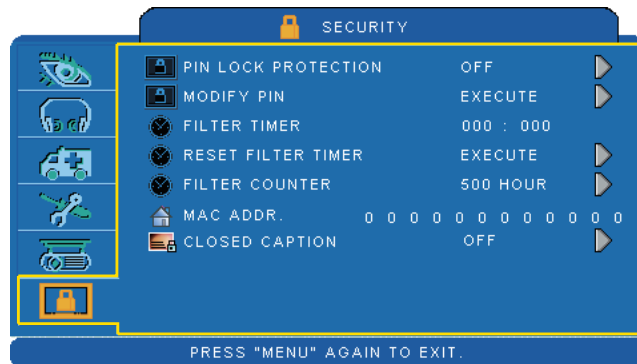 SECURITY
PIN LOCK PROTECTION OFF
MODIFY PIN EXECUTE
FILTER TIMER 000 : 000
RESET FILTER TIMER EXECUTE
FILTER COUNTER 500 HOUR
MAC ADDR. 0 0 0 0 0 0 0 0 0 0 0 0
CLOSED CAPTION OFF
PRESS "MENU" AGAIN TO EXIT.